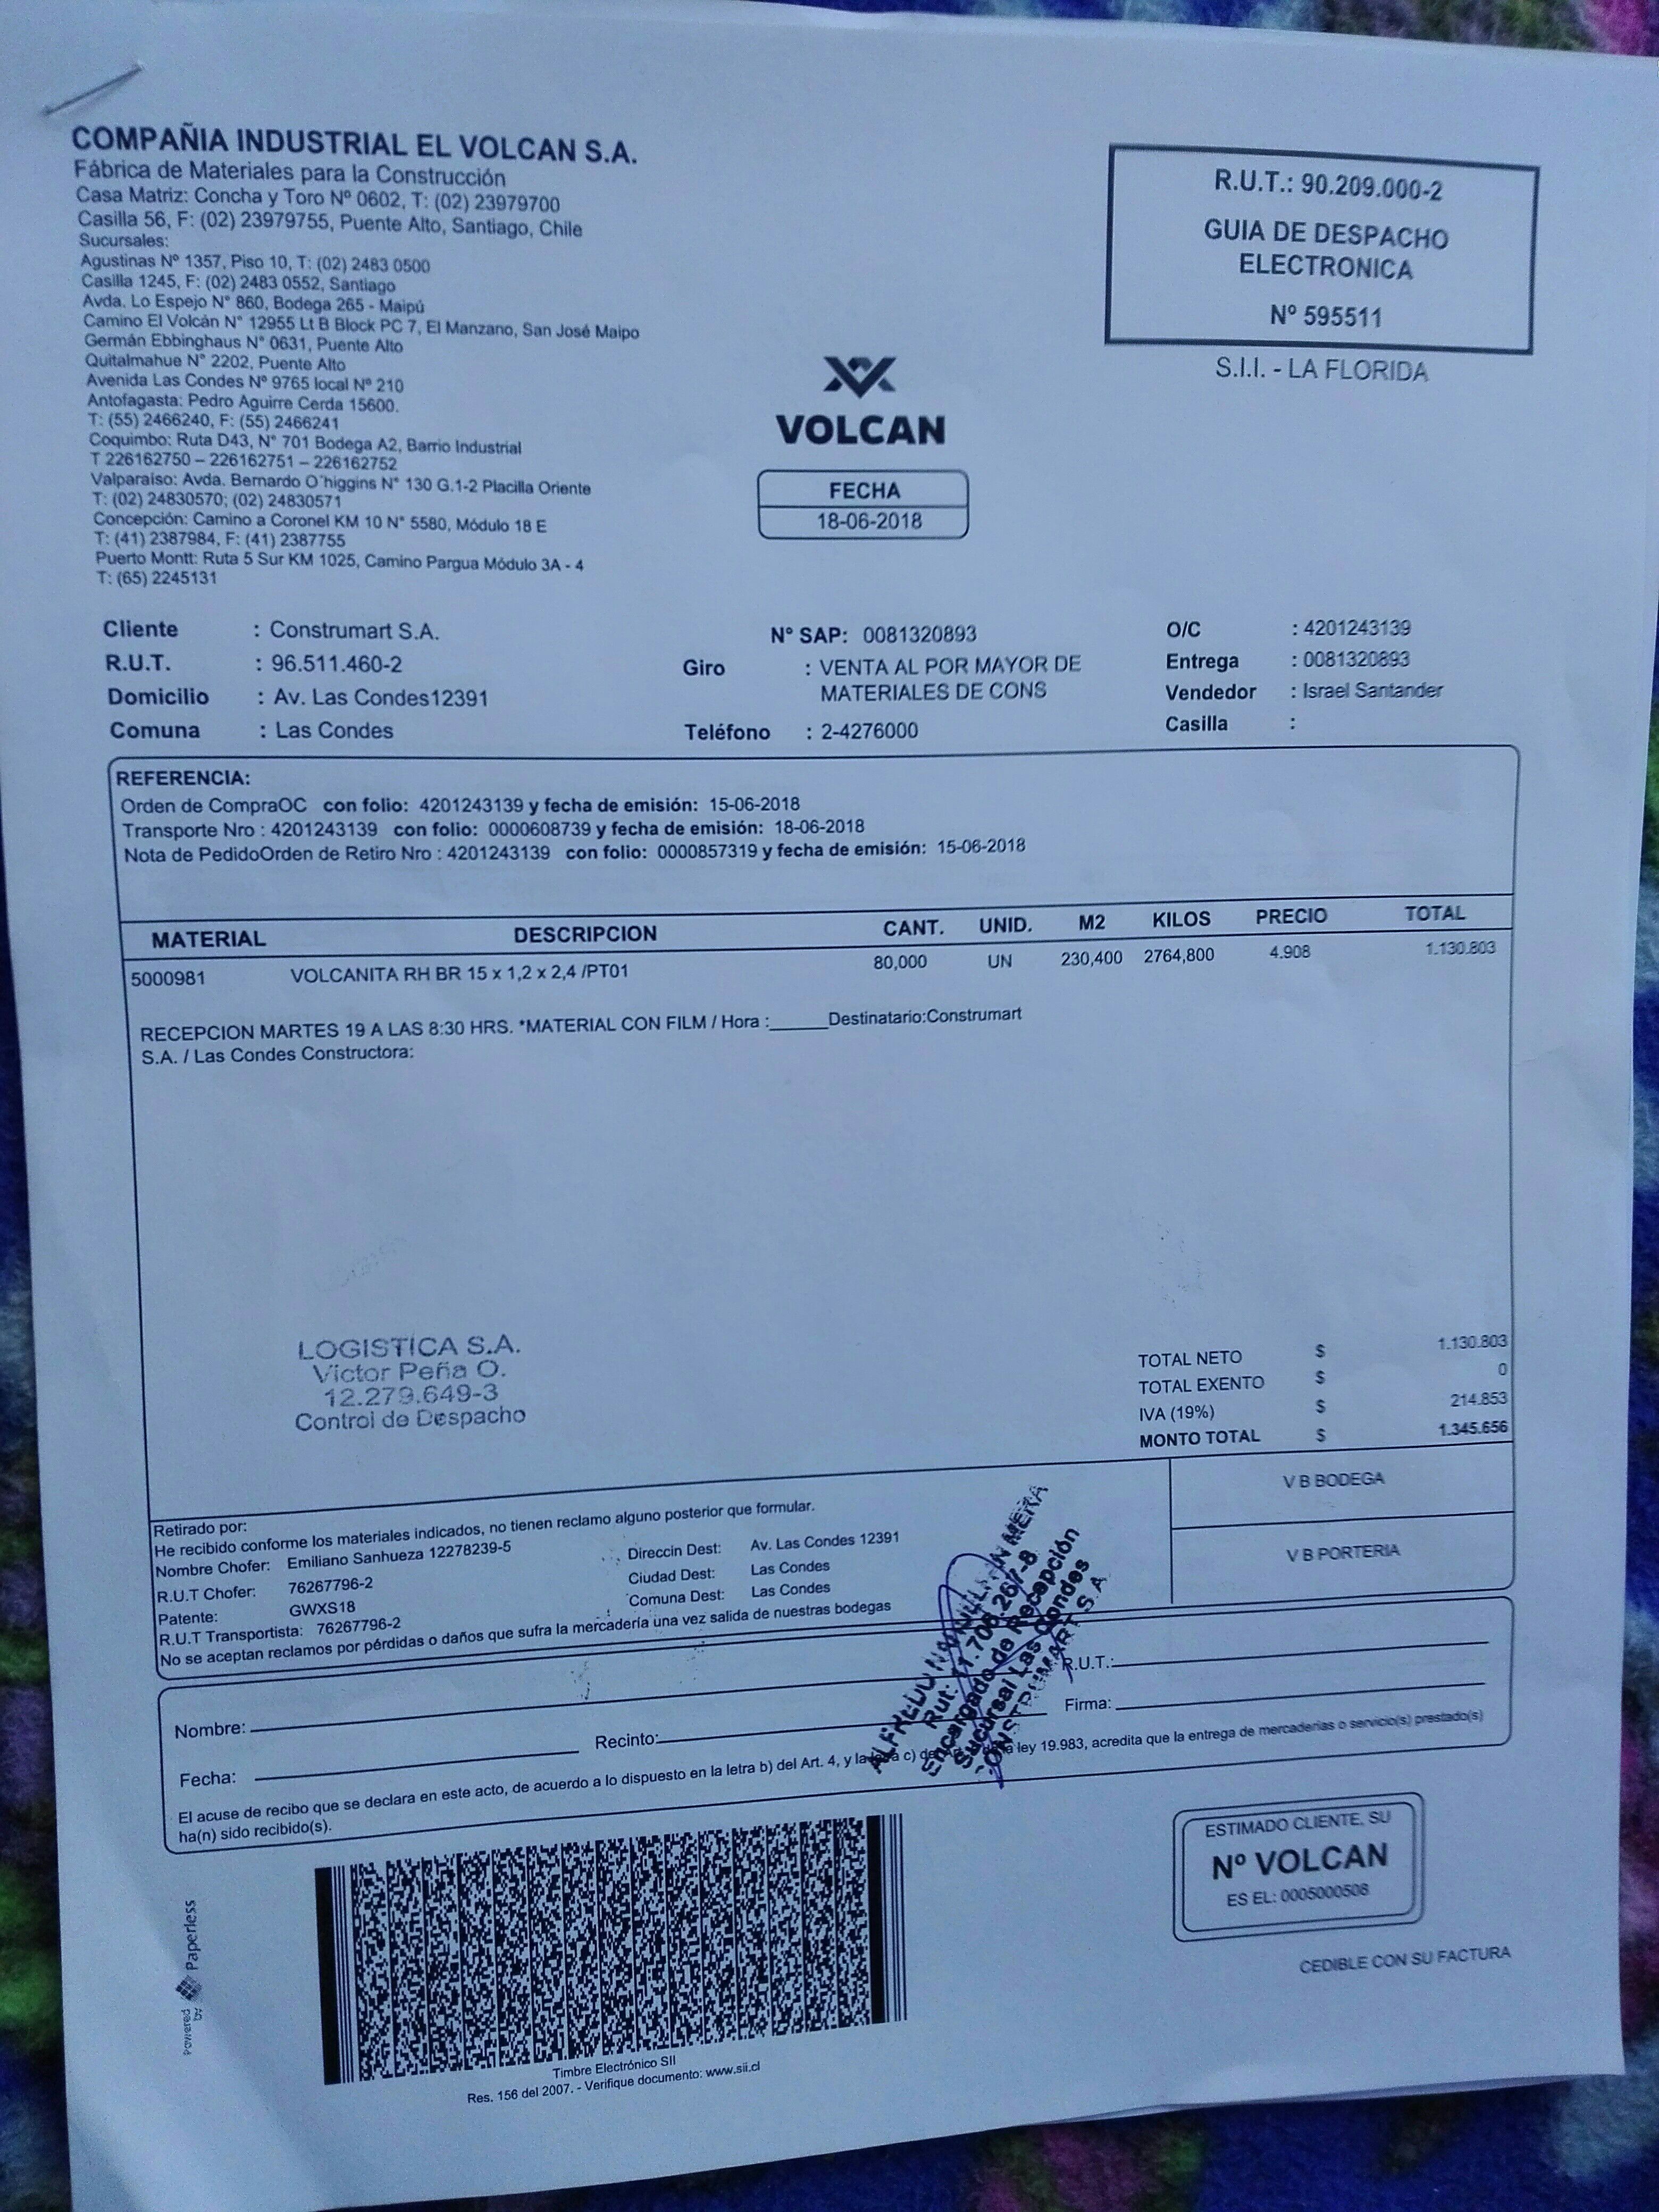 COMPAÑIA INDUSTRIAL EL VOLCAN S.A.
Fábrica de Materiales para la Construcción
Casa Matriz: Concha y Toro Nº 0602, T: (02) 23979700
Casilla 56, F: (02) 23979755, Puente Alto, Santiago, Chile
Sucursales:
Agustinas Nº 1357, Piso 10, T: (02) 2483 0500
Casilla 1245, F: (02) 2483 0552, Santiago
Avda. Lo Espejo N° 860, Bodega 265 - Maipú
Camino El Volcán N° 12955 Lt B Block PC 7, El Manzano, San José Maipo
Germán Ebbinghaus N° 0631, Puente Alto
Quitalmahue N° 2202, Puente Alto
Avenida Las Condes Nº 9765 local Nº 210
Antofagasta: Pedro Aguirre Cerda 15600.
T: (55) 2466240, F: (55) 2466241
Coquimbo: Ruta D43, N° 701 Bodega A2, Barrio Industrial
T 226162750 – 226162751 – 226162752
Valparaíso: Avda. Bernardo O´higgins N° 130 G.1-2 Placilla Oriente
T: (02) 24830570; (02) 24830571
Concepción: Camino a Coronel KM 10 N° 5580, Módulo 18 E
T: (41) 2387984, F: (41) 2387755
Puerto Montt: Ruta 5 Sur KM 1025, Camino Pargua Módulo 3A - 4
T: (65) 2245131
R.U.T.: 90.209.000-2
GUIA DE DESPACHO
ELECTRONICA
Nº 595511
S.I.I. - LA FLORIDA
VOLCAN
FECHA
18-06-2018
Cliente : Construmart S.A. N° SAP: 0081320893 O/C : 4201243139
R.U.T. : 96.511.460-2 Giro : VENTA AL POR MAYOR DE Entrega : 0081320893
Domicilio : Av. Las Condes12391 MATERIALES DE CONS Vendedor : Israel Santander
Comuna : Las Condes Teléfono : 2-4276000 Casilla :
REFERENCIA:
Orden de CompraOC con folio: 4201243139 y fecha de emisión: 15-06-2018
Transporte Nro : 4201243139 con folio: 0000608739 y fecha de emisión: 18-06-2018
Nota de PedidoOrden de Retiro Nro : 4201243139 con folio: 0000857319 y fecha de emisión: 15-06-2018
MATERIAL DESCRIPCION CANT. UNID. M2 KILOS PRECIO TOTAL
5000981 VOLCANITA RH BR 15 x 1,2 x 2,4 /PT01 80,000 UN 230,400 2764,800 4.908 1.130.803
RECEPCION MARTES 19 A LAS 8:30 HRS. *MATERIAL CON FILM / Hora :______Destinatario:Construmart
S.A. / Las Condes Constructora:
LOGISTICA S.A.
Victor Peña O.
12.279.649-3
Control de Despacho
TOTAL NETO $ 1.130.803
TOTAL EXENTO $ 0
IVA (19%) $ 214.853
MONTO TOTAL $ 1.345.656
V B BODEGA
V B PORTERIA
Retirado por:
He recibido conforme los materiales indicados, no tienen reclamo alguno posterior que formular.
Nombre Chofer: Emiliano Sanhueza 12278239-5 Direccin Dest: Av. Las Condes 12391
R.U.T Chofer: 76267796-2 Ciudad Dest: Las Condes
Patente: GWXS18 Comuna Dest: Las Condes
R.U.T Transportista: 76267796-2
No se aceptan reclamos por pérdidas o daños que sufra la mercadería una vez salida de nuestras bodegas
MERA
Rut: 11.706.267-8
Encargado de Recepción
Sucursal Las Condes
CONSTRUMART S.A
Nombre: R.U.T.:
Fecha: Recinto: Firma:
El acuse de recibo que se declara en este acto, de acuerdo a lo dispuesto en la letra b) del Art. 4, y la letra c) del ley 19.983, acredita que la entrega de mercaderías o servicio(s) prestado(s)
ha(n) sido recibido(s).
ESTIMADO CLIENTE, SU
Nº VOLCAN
ES EL: 0005000508
CEDIBLE CON SU FACTURA
Powered by Paperless
Timbre Electrónico SII
Res. 156 del 2007. - Verifique documento: www.sii.cl